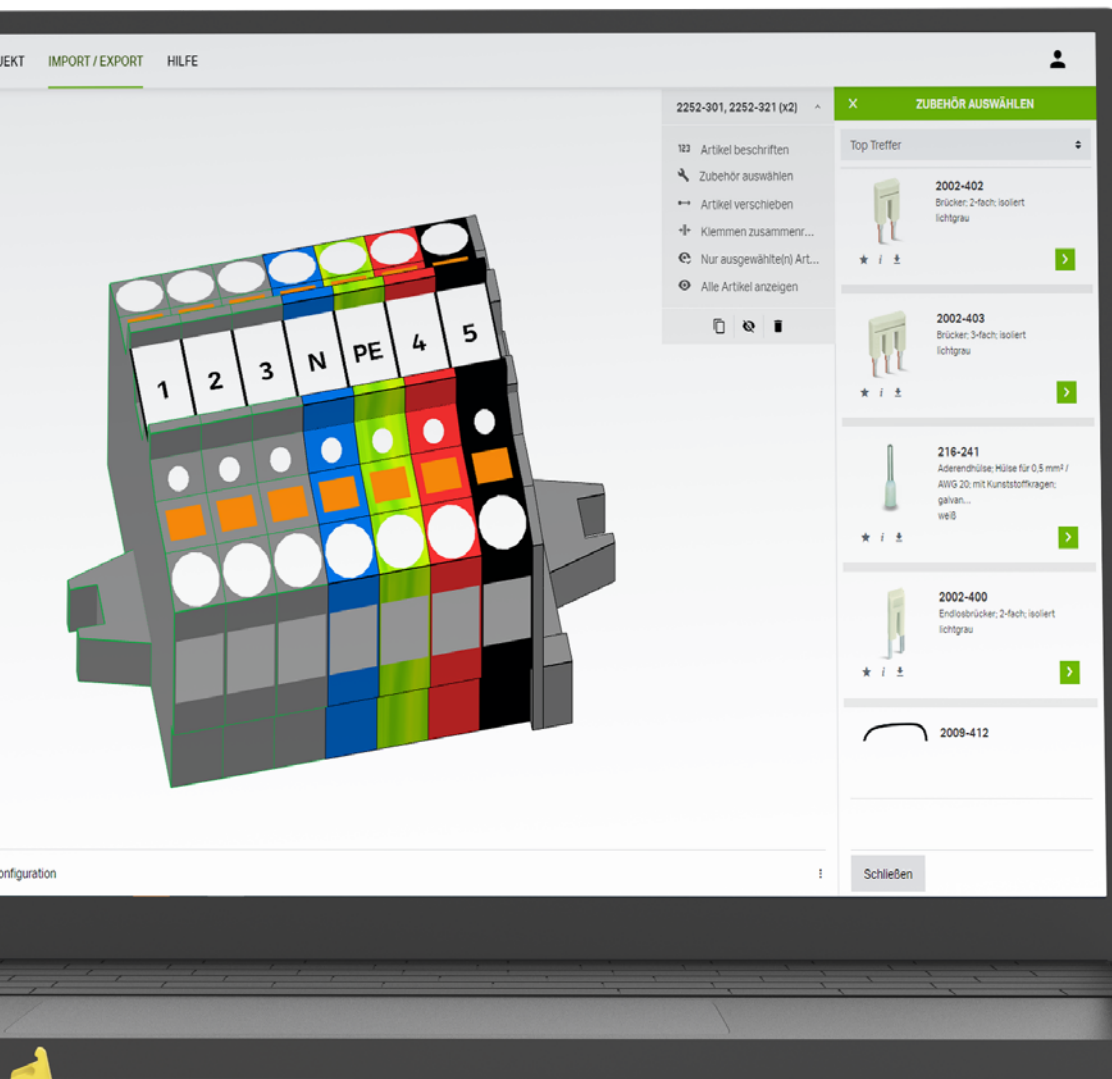 JEKT IMPORT / EXPORT HILFE
2252-301, 2252-321 (x2)
123 Artikel beschriften
Zubehör auswählen
Artikel verschieben
Klemmen zusammenr...
Nur ausgewählte(n) Art...
Alle Artikel anzeigen
ZUBEHÖR AUSWÄHLEN
Top Treffer
2002-402
Brücker; 2-fach; isoliert
lichtgrau
i
2002-403
Brücker; 3-fach; isoliert
lichtgrau
i
216-241
Aderendhülse; Hülse für 0,5 mm² /
AWG 20; mit Kunststoffkragen;
galvan...
weiß
i
2002-400
Endlosbrücker; 2-fach; isoliert
lichtgrau
i
2009-412
Schließen
1 2 3 N PE 4 5
onfiguration